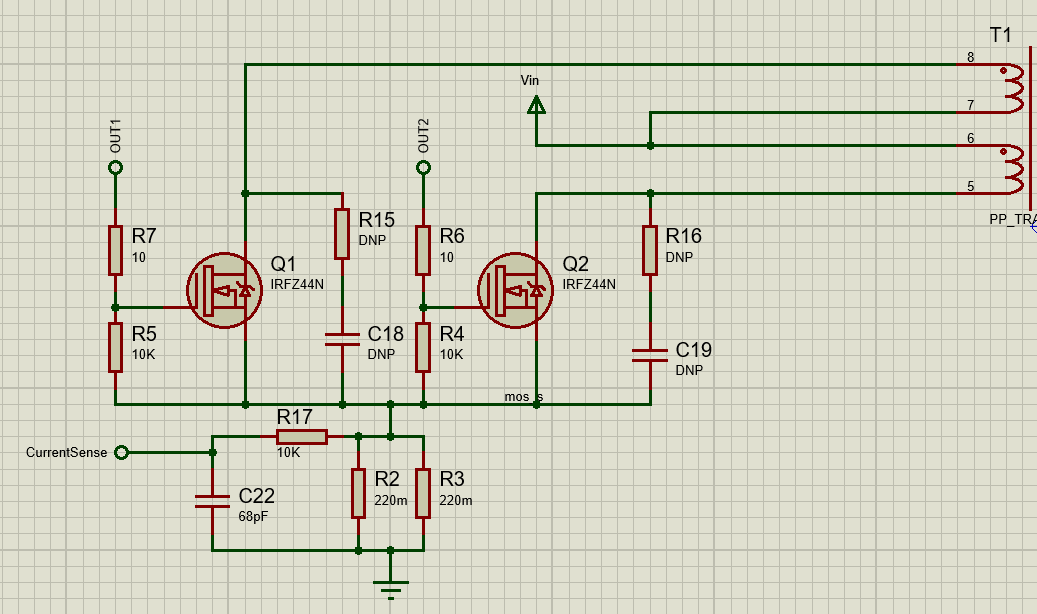 T1
8
Vin
7
OUT1
OUT2
6
5
PP_TRA
R7
10
R15
DNP
R6
10
R16
DNP
Q1
IRFZ44N
Q2
IRFZ44N
R5
10K
C18
DNP
R4
10K
C19
DNP
mos s
R17
10K
CurrentSense
R2
220m
R3
220m
C22
68pF